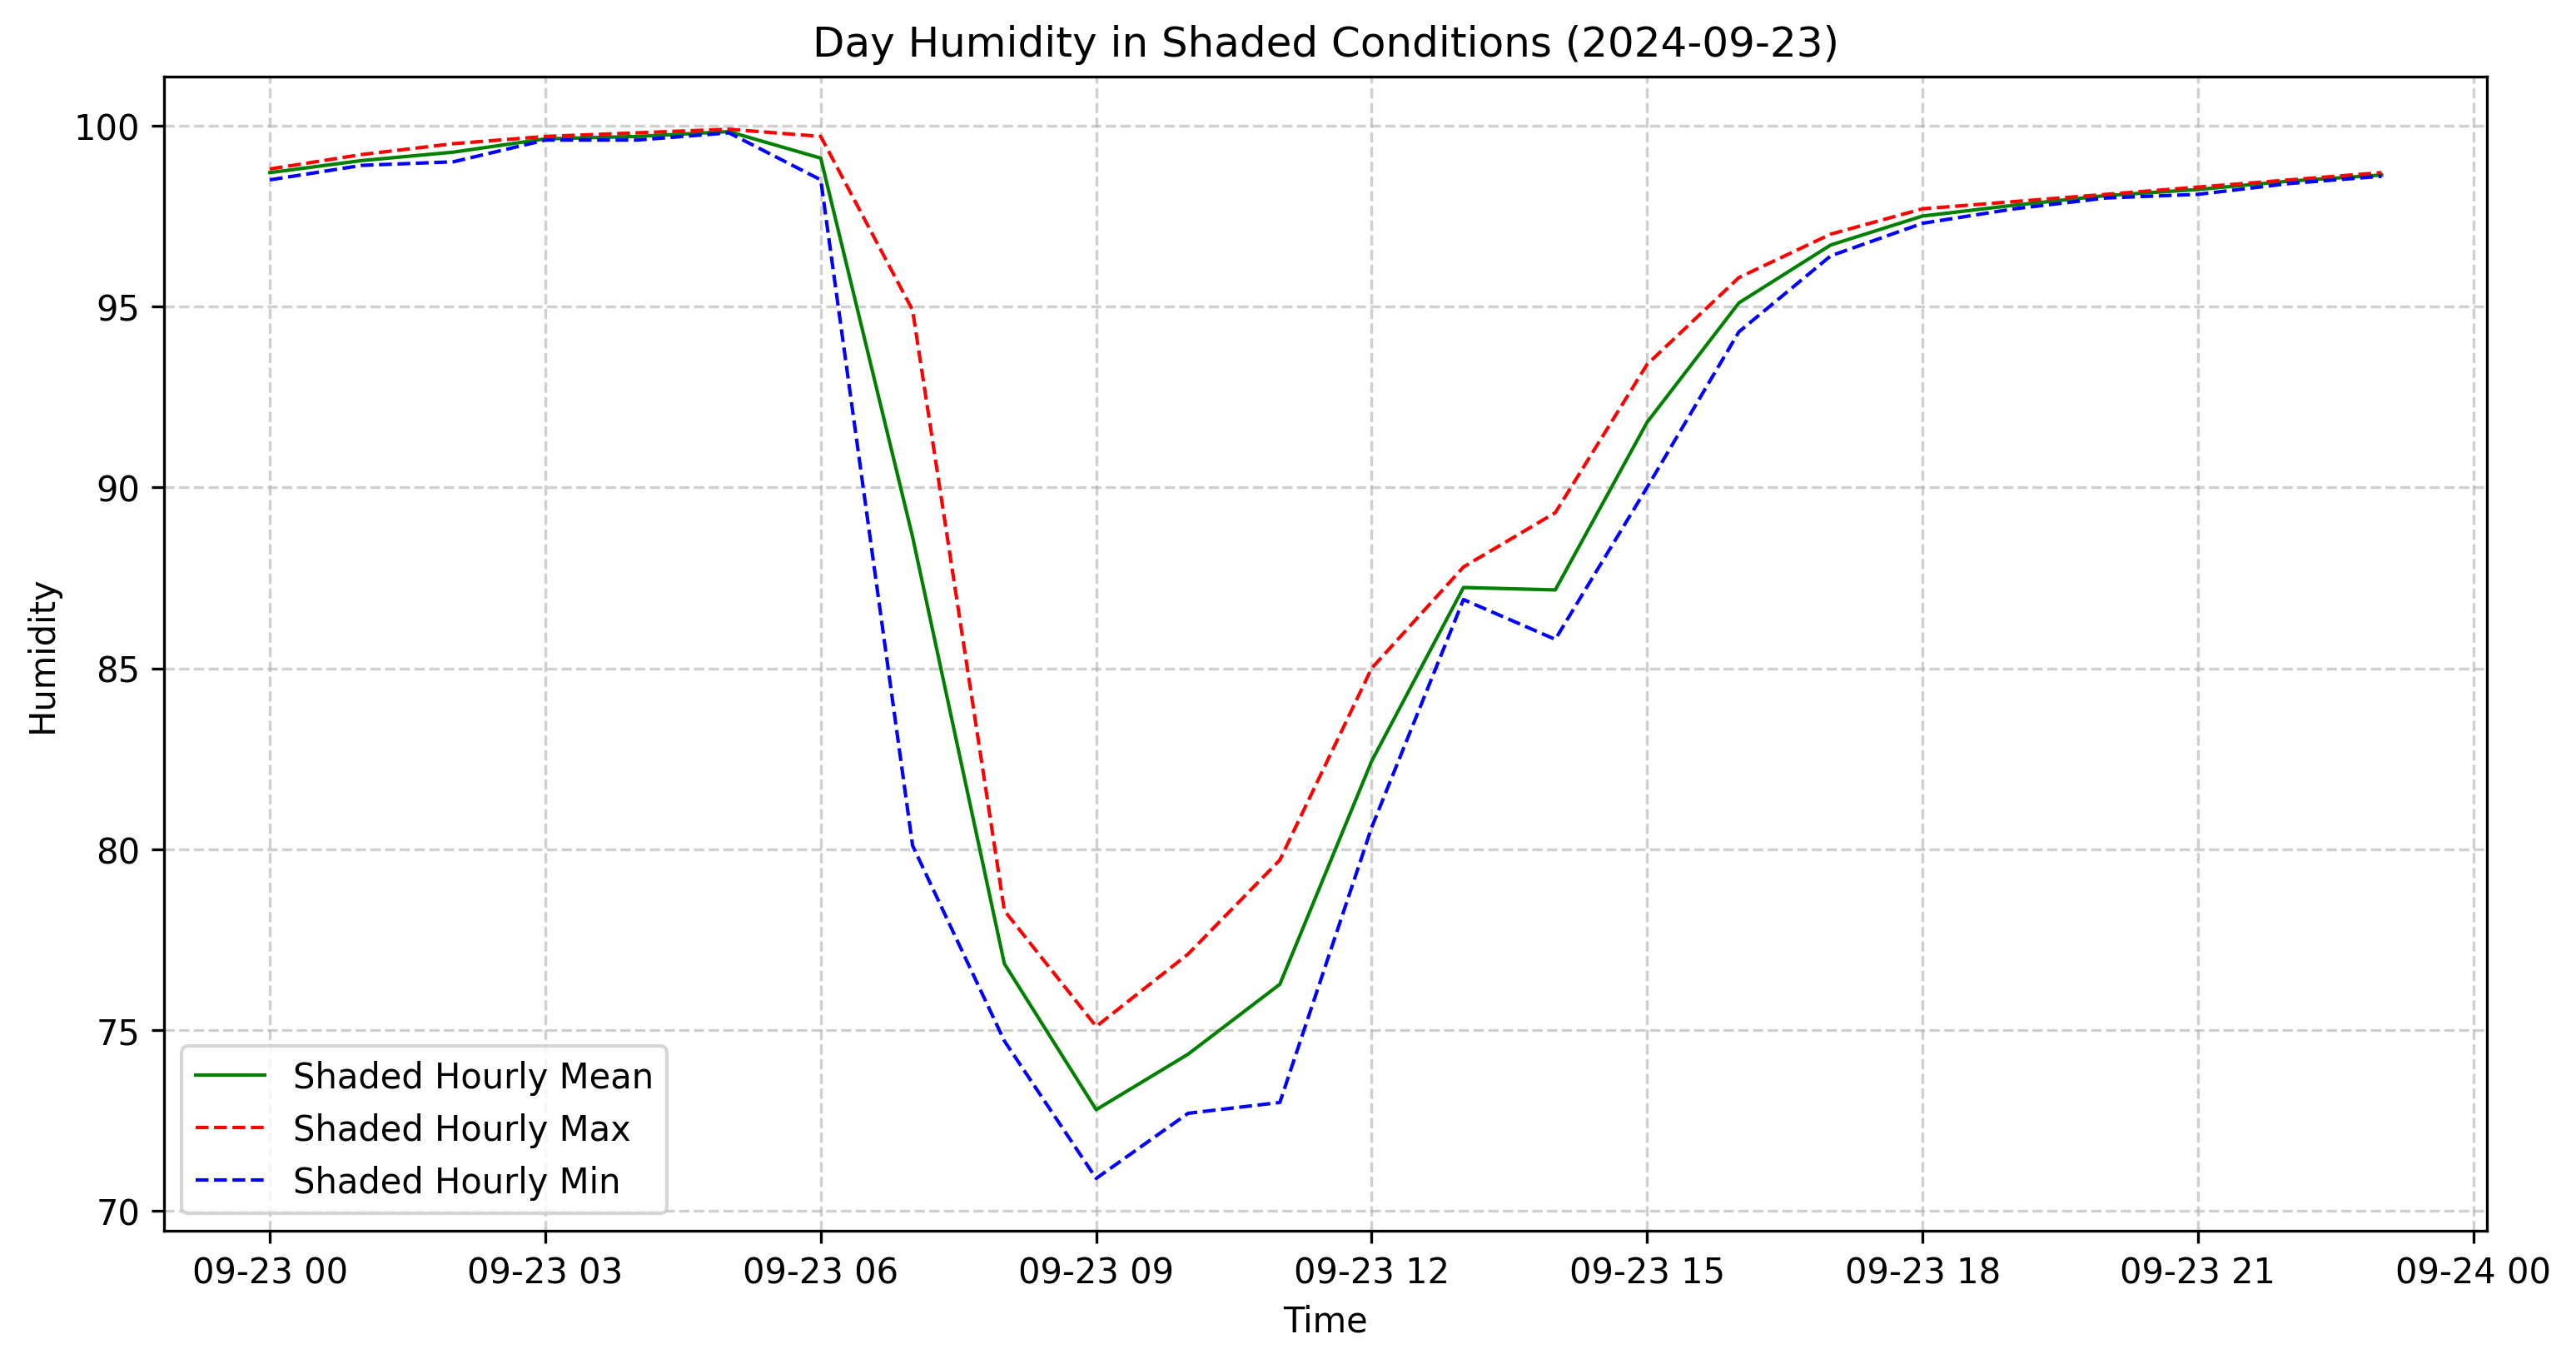 Day Humidity in Shaded Conditions (2024-09-23)
Humidity
100
95
90
85
80
75
70
Shaded Hourly Mean
Shaded Hourly Max
Shaded Hourly Min
09-23 00 09-23 03 09-23 06 09-23 09 09-23 12 09-23 15 09-23 18 09-23 21 09-24 00
Time